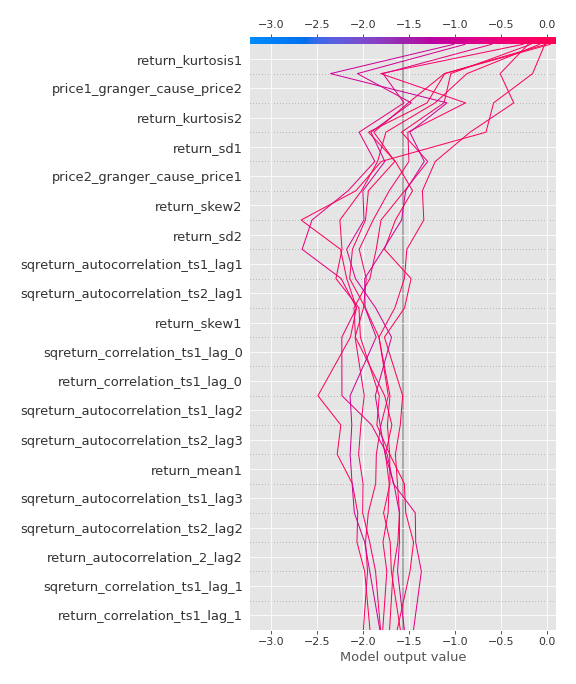 −3.0 −2.5 −2.0 −1.5 −1.0 −0.5 0.0
return_kurtosis1
price1_granger_cause_price2
return_kurtosis2
return_sd1
price2_granger_cause_price1
return_skew2
return_sd2
sqreturn_autocorrelation_ts1_lag1
sqreturn_autocorrelation_ts2_lag1
return_skew1
sqreturn_correlation_ts1_lag_0
return_correlation_ts1_lag_0
sqreturn_autocorrelation_ts1_lag2
sqreturn_autocorrelation_ts2_lag3
return_mean1
sqreturn_autocorrelation_ts1_lag3
sqreturn_autocorrelation_ts2_lag2
return_autocorrelation_2_lag2
sqreturn_correlation_ts1_lag_1
return_correlation_ts1_lag_1
−3.0 −2.5 −2.0 −1.5 −1.0 −0.5 0.0
Model output value